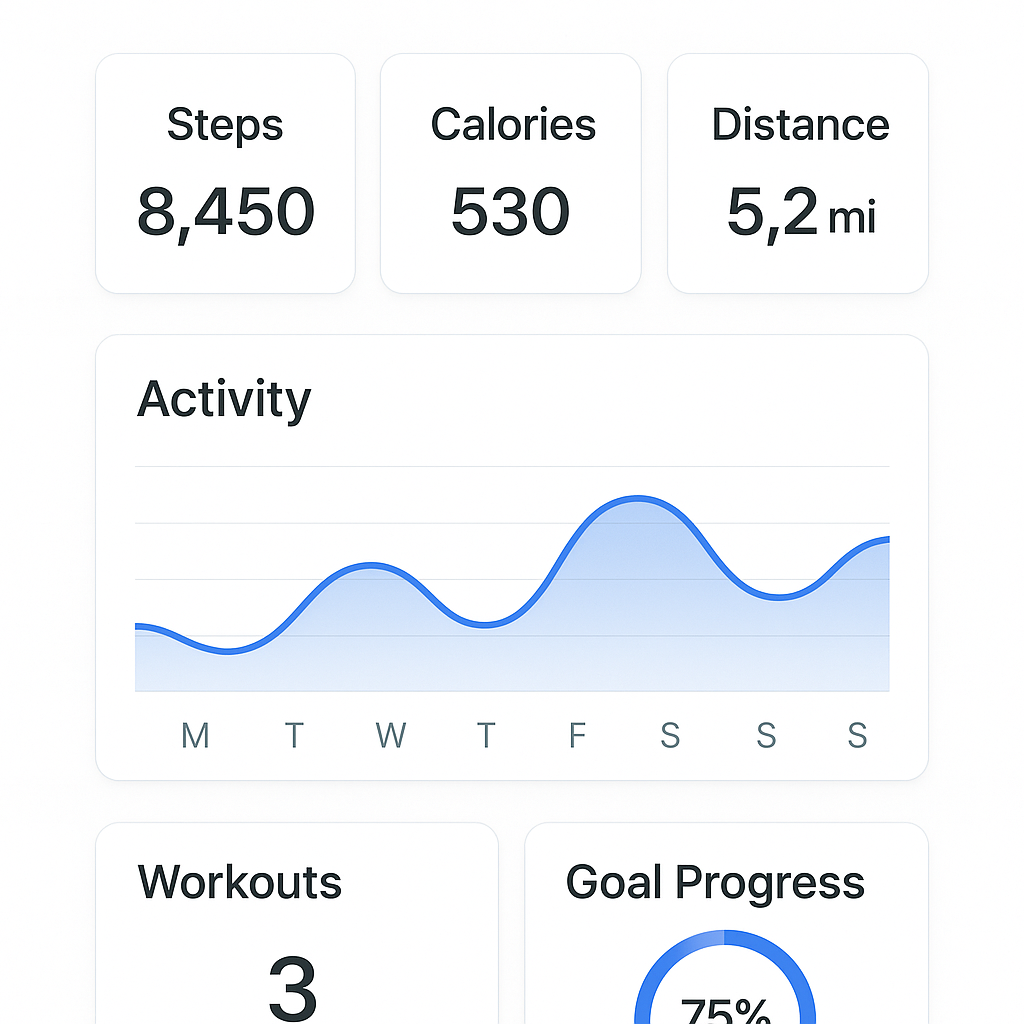 Steps
8,450
Calories
530
Distance
5,2 mi
Activity
M T W T F S S S
Workouts
3
Goal Progress
75%